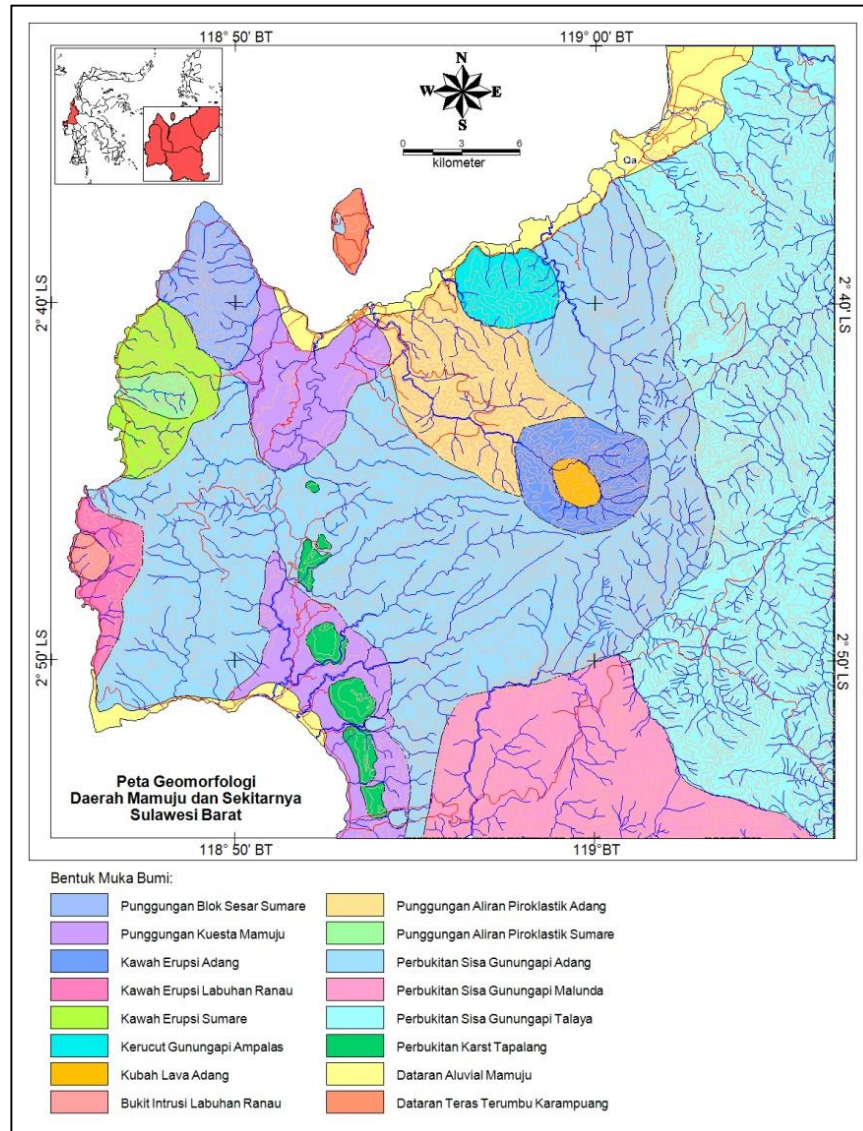 118° 50' BT
119° 00' BT
N
W
E
S
0
3
6
kilometer
Qa
2° 40' LS
2° 40' LS
2° 50' LS
2° 50' LS
Peta Geomorfologi
Daerah Mamuju dan Sekitarnya
Sulawesi Barat
118° 50' BT
119° BT
Bentuk Muka Bumi:
Punggungan Blok Sesar Sumare
Punggungan Kuesta Mamuju
Kawah Erupsi Adang
Kawah Erupsi Labuhan Ranau
Kawah Erupsi Sumare
Kerucut Gunungapi Ampalas
Kubah Lava Adang
Bukit Intrusi Labuhan Ranau
Punggungan Aliran Piroklastik Adang
Punggungan Aliran Piroklastik Sumare
Perbukitan Sisa Gunungapi Adang
Perbukitan Sisa Gunungapi Malunda
Perbukitan Sisa Gunungapi Talaya
Perbukitan Karst Tapalang
Dataran Aluvial Mamuju
Dataran Teras Terumbu Karampuang